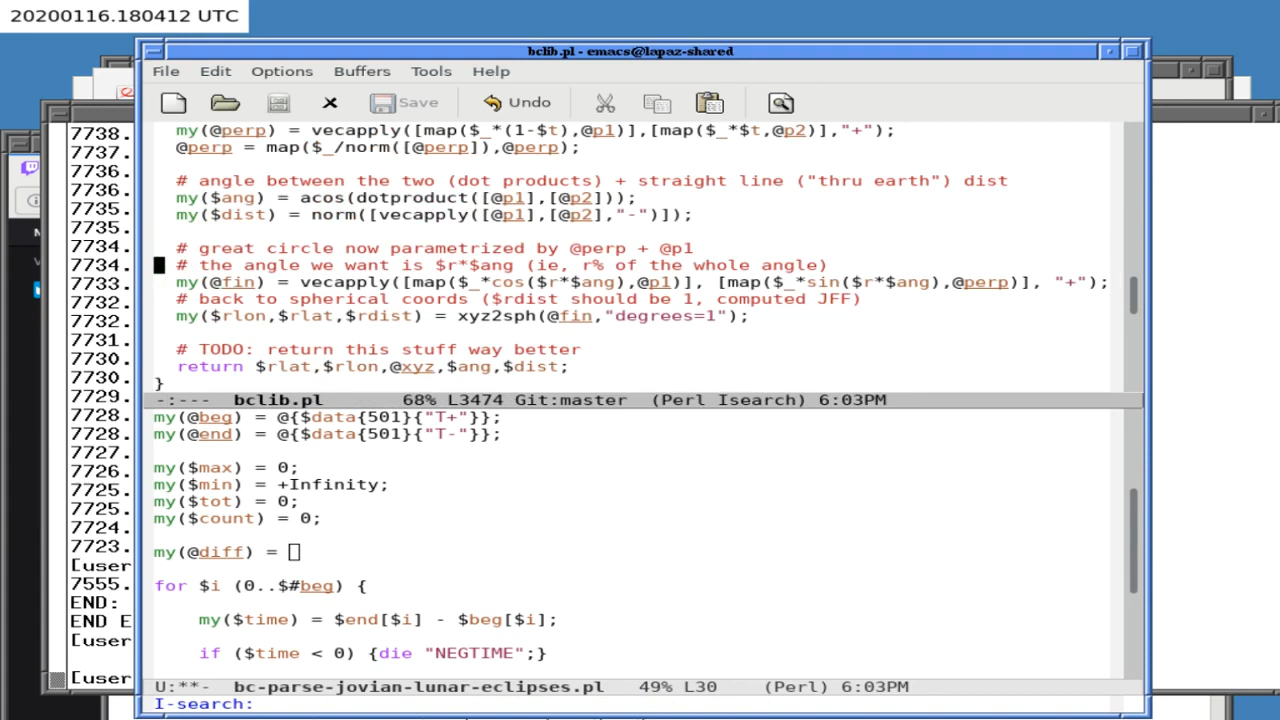 20200116.180412 UTC
bclib.pl - emacs@lapaz-shared
File Edit Options Buffers Tools Help
Save Undo
my(@perp) = vecapply([map($_*(1-$t),@p1)],[map($_*$t,@p2)],"+");
@perp = map($_/norm([@perp]),@perp);
# angle between the two (dot products) + straight line ("thru earth") dist
my($ang) = acos(dotproduct([@p1],[@p2]));
my($dist) = norm([vecapply([@p1],[@p2],"-")]);
# great circle now parametrized by @perp + @p1
# the angle we want is $r*$ang (ie, r% of the whole angle)
my(@fin) = vecapply([map($_*cos($r*$ang),@p1)], [map($_*sin($r*$ang),@perp)], "+");
# back to spherical coords ($rdist should be 1, computed JFF)
my($rlon,$rlat,$rdist) = xyz2sph(@fin,"degrees=1");
# TODO: return this stuff way better
return $rlat,$rlon,@xyz,$ang,$dist;
}
-:--- bclib.pl 68% L3474 Git:master (Perl Isearch) 6:03PM
my(@beg) = @{$data{501}{"T+"}};
my(@end) = @{$data{501}{"T-"}};
my($max) = 0;
my($min) = +Infinity;
my($tot) = 0;
my($count) = 0;
my(@diff) =
for $i (0..$#beg) {
my($time) = $end[$i] - $beg[$i];
if ($time < 0) {die "NEGTIME";}
U:**- bc-parse-jovian-lunar-eclipses.pl 49% L30 (Perl) 6:03PM
I-search:
7738.
7737.
7736.
7736.
7735.
7735.
7734.
7734.
7733.
7732.
7732.
7731.
7730.
7730.
7729.
7728.
7728.
7727.
7726.
7725.
7725.
7724.
7723.
[user
7555.
END:
END E
[user
[user